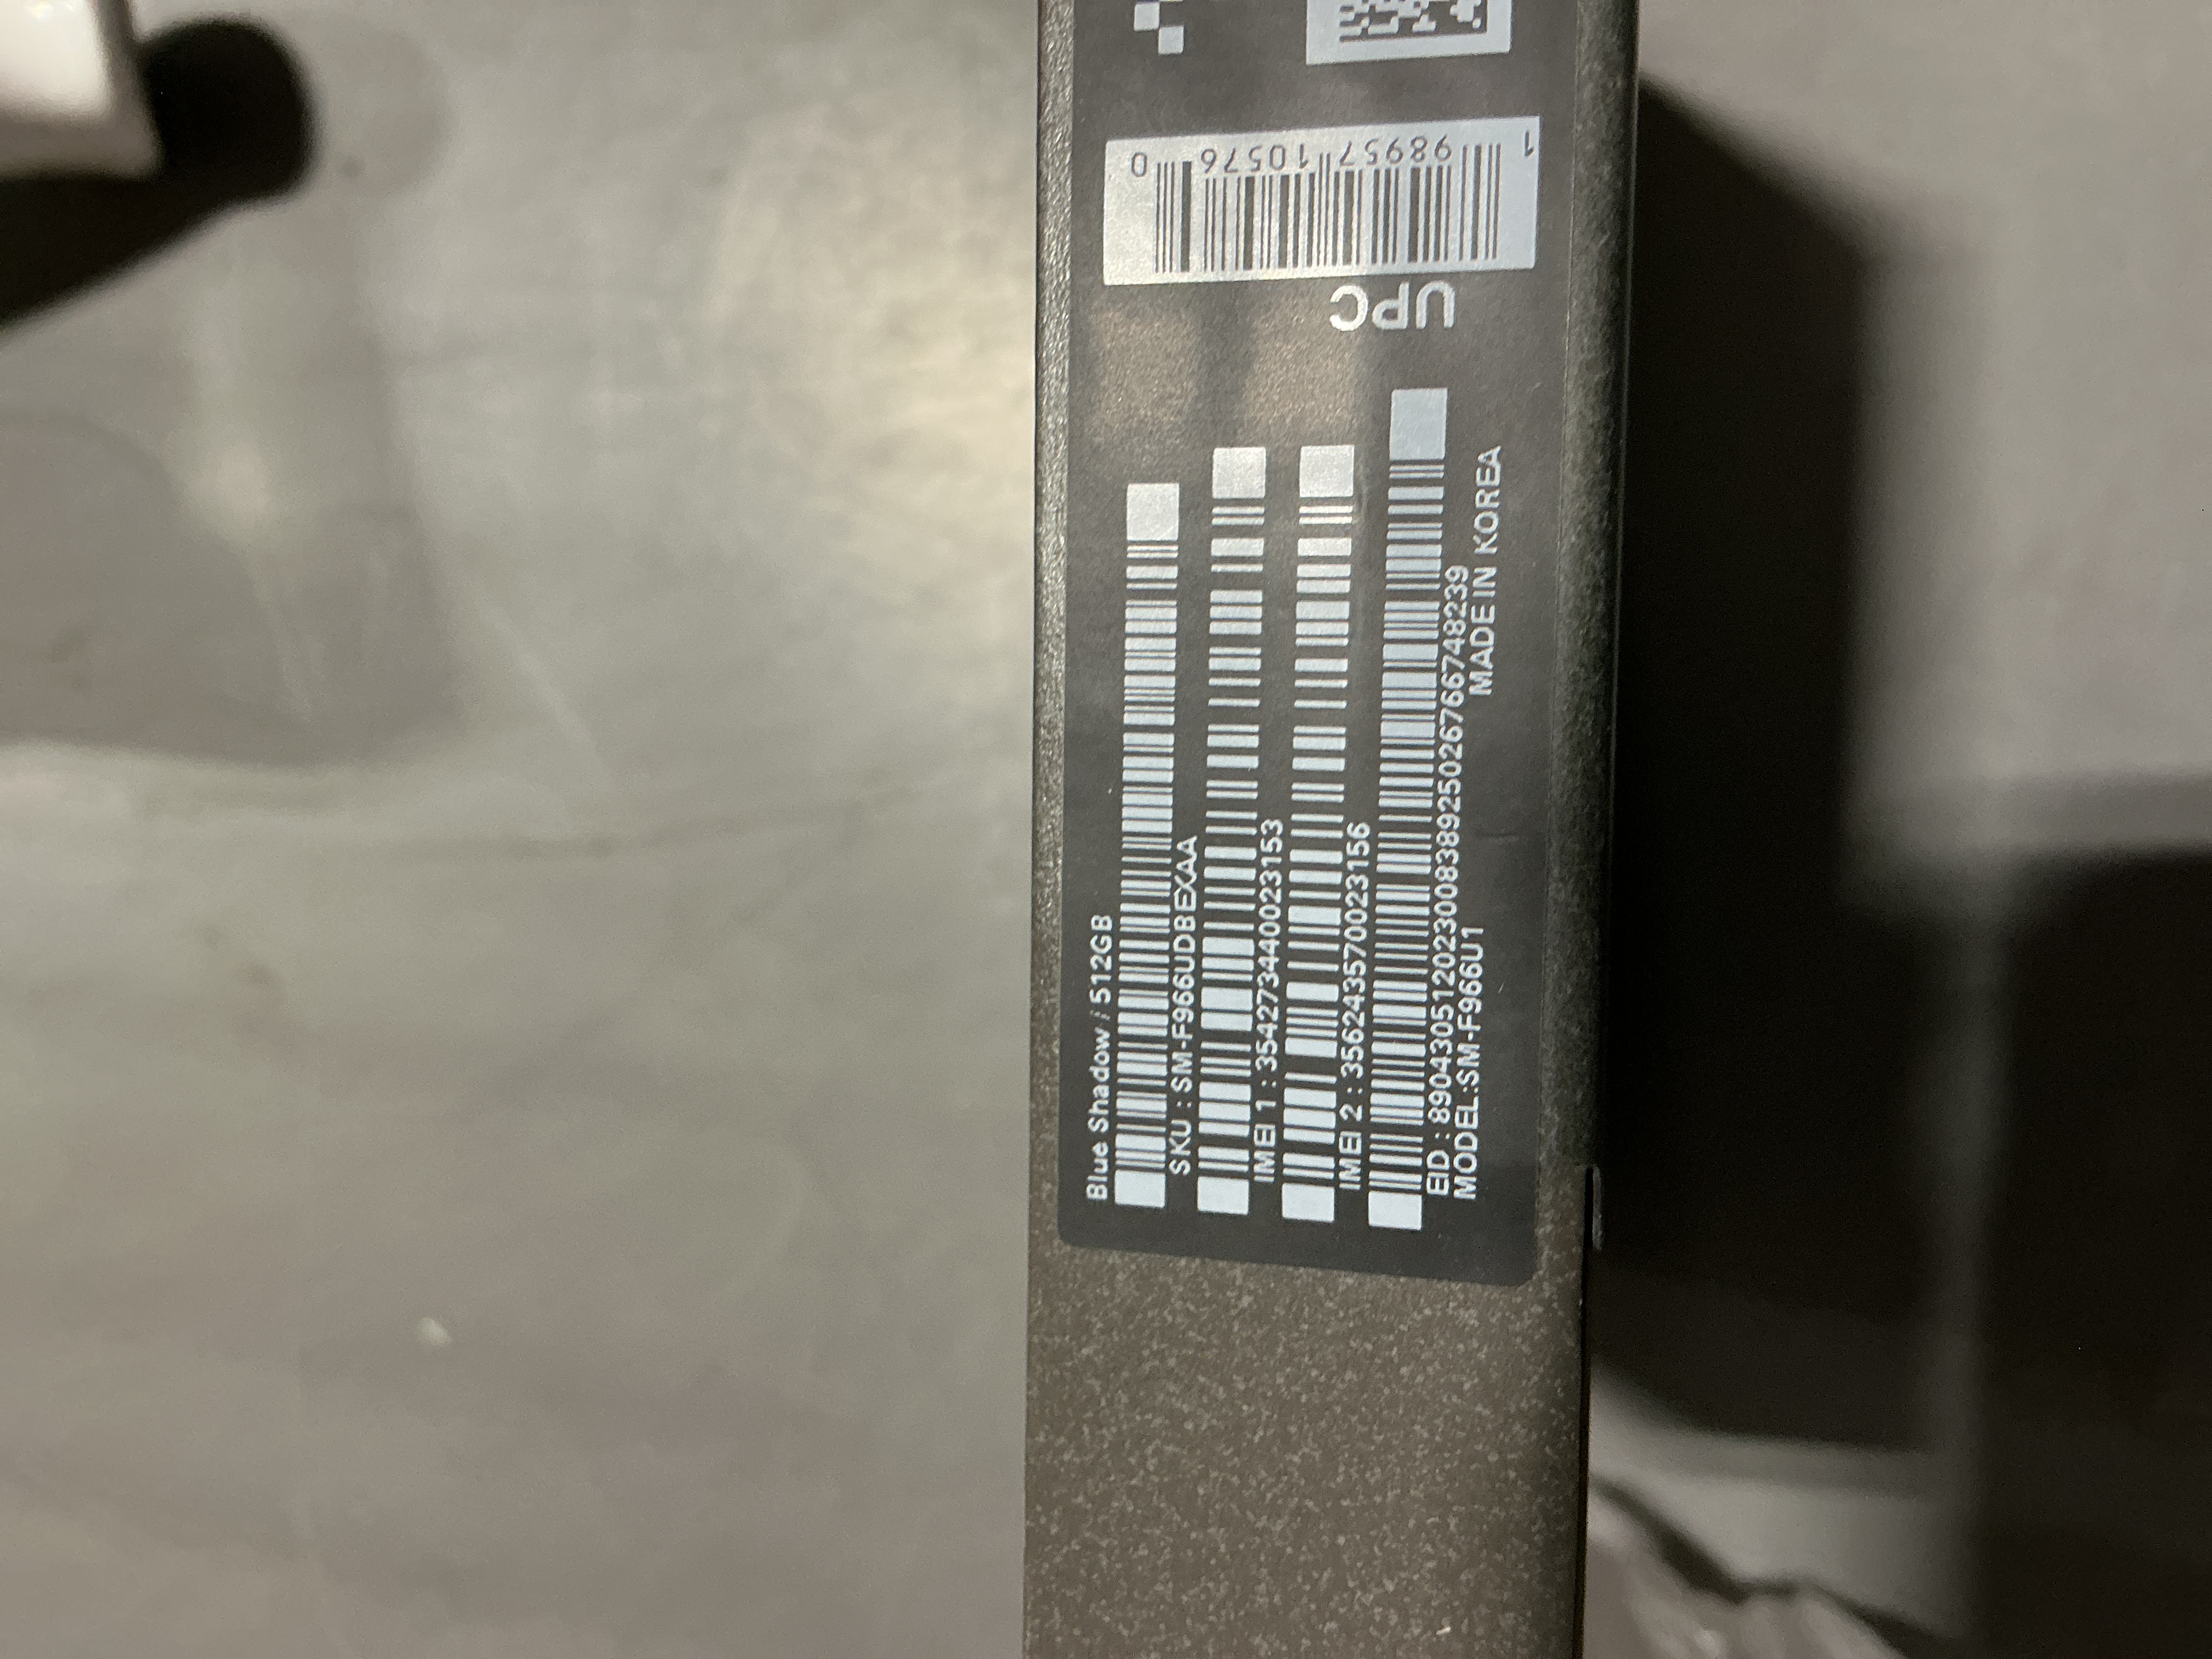 Blue Shadow / 512GB
SKU : SM-F966UDBEXAA
IMEI 1 : 354273440023153
IMEI 2 : 356243570023156
EID : 89043051202300838925026766748239
MODEL:SM-F966U1
MADE IN KOREA
UPC
1 98957 10576 0